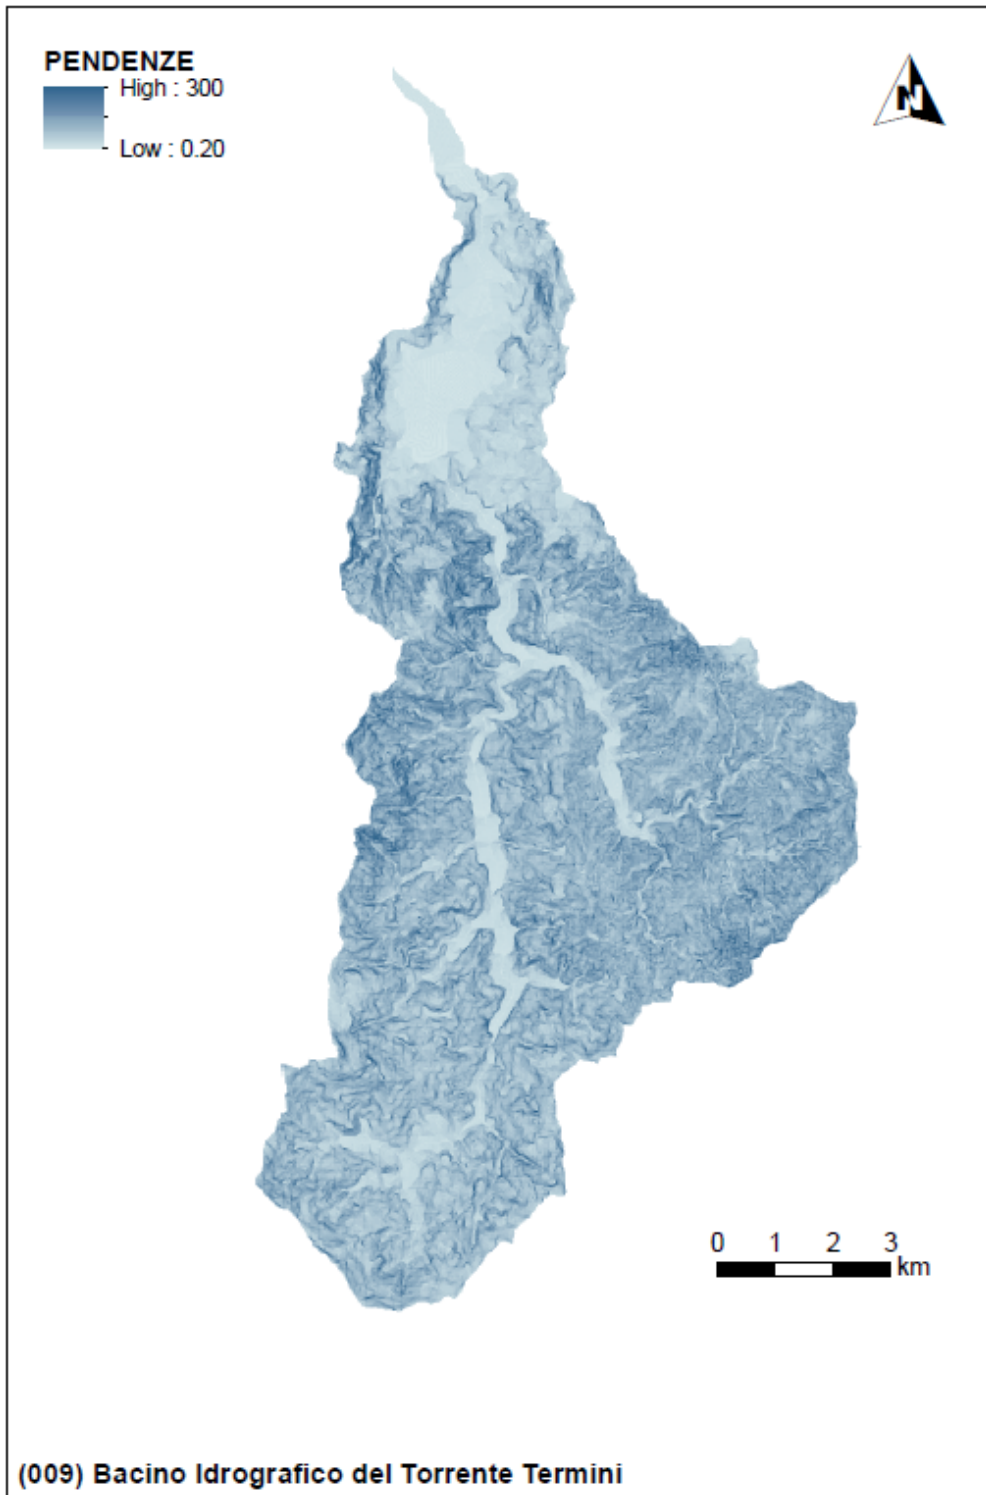 PENDENZE
High : 300
Low : 0.20
N
0 1 2 3
km
(009) Bacino Idrografico del Torrente Termini